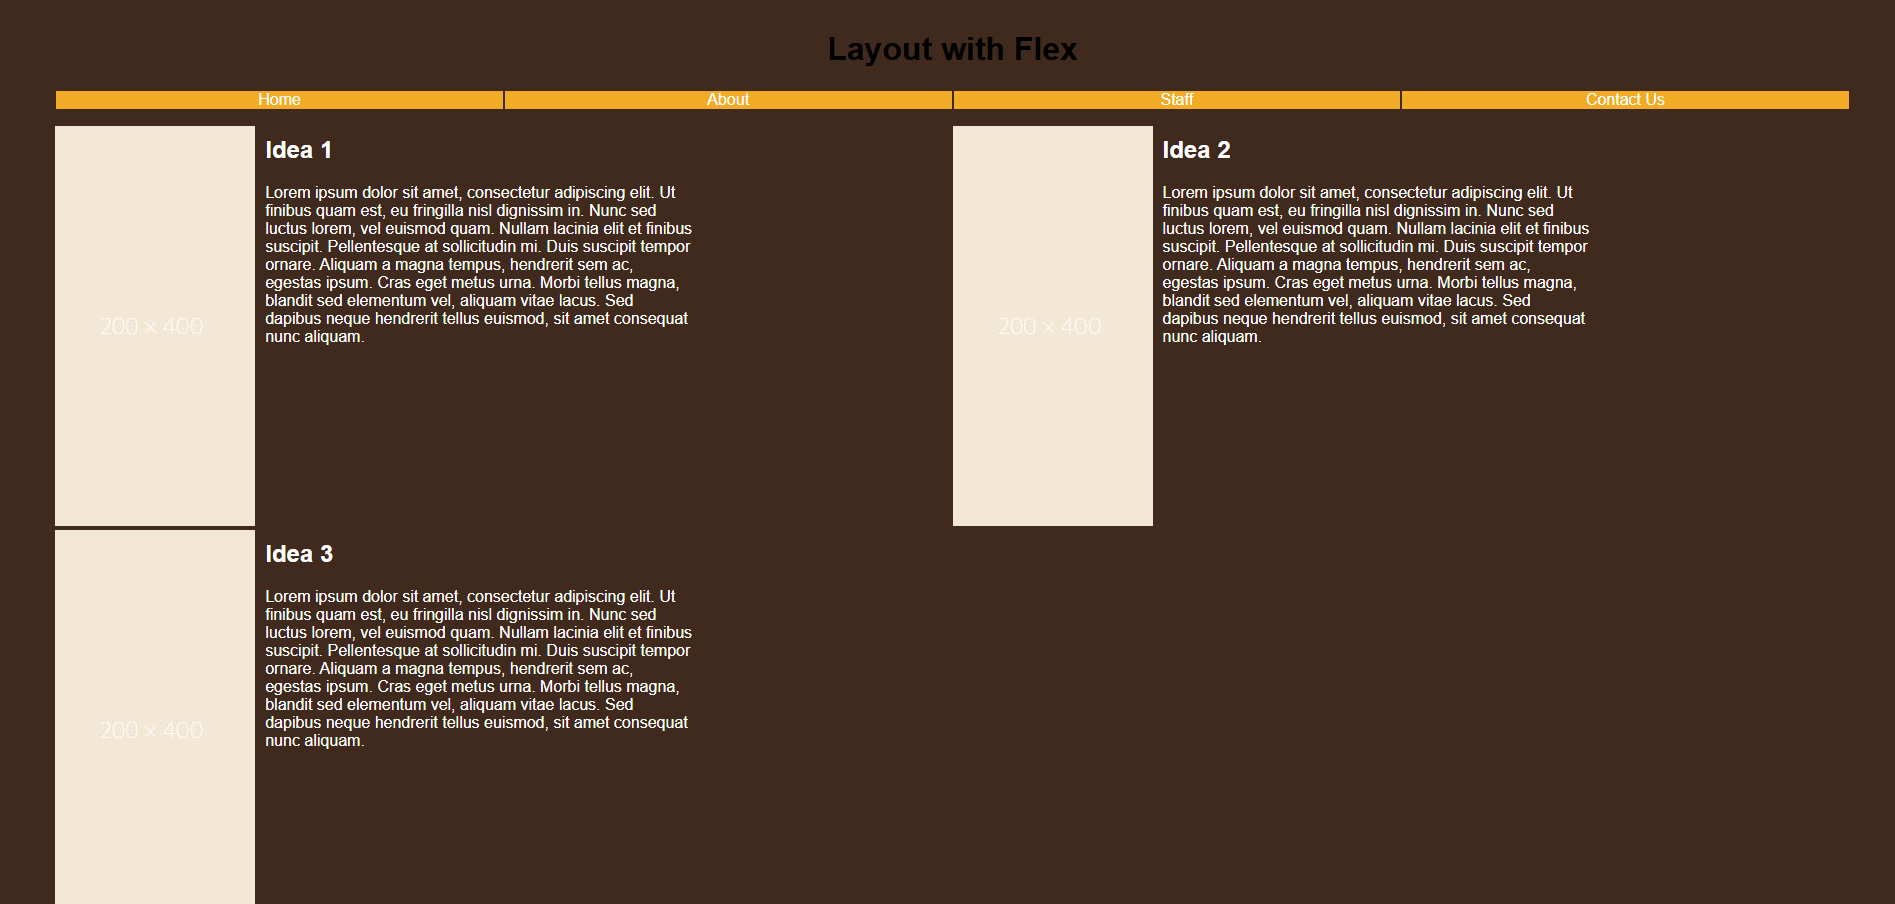 Layout with Flex
Home About Staff Contact Us
Idea 1
Lorem ipsum dolor sit amet, consectetur adipiscing elit. Ut
finibus quam est, eu fringilla nisl dignissim in. Nunc sed
luctus lorem, vel euismod quam. Nullam lacinia elit et finibus
suscipit. Pellentesque at sollicitudin mi. Duis suscipit tempor
ornare. Aliquam a magna tempus, hendrerit sem ac,
egestas ipsum. Cras eget metus urna. Morbi tellus magna,
blandit sed elementum vel, aliquam vitae lacus. Sed
dapibus neque hendrerit tellus euismod, sit amet consequat
nunc aliquam.
200 × 400
Idea 2
Lorem ipsum dolor sit amet, consectetur adipiscing elit. Ut
finibus quam est, eu fringilla nisl dignissim in. Nunc sed
luctus lorem, vel euismod quam. Nullam lacinia elit et finibus
suscipit. Pellentesque at sollicitudin mi. Duis suscipit tempor
ornare. Aliquam a magna tempus, hendrerit sem ac,
egestas ipsum. Cras eget metus urna. Morbi tellus magna,
blandit sed elementum vel, aliquam vitae lacus. Sed
dapibus neque hendrerit tellus euismod, sit amet consequat
nunc aliquam.
200 × 400
Idea 3
Lorem ipsum dolor sit amet, consectetur adipiscing elit. Ut
finibus quam est, eu fringilla nisl dignissim in. Nunc sed
luctus lorem, vel euismod quam. Nullam lacinia elit et finibus
suscipit. Pellentesque at sollicitudin mi. Duis suscipit tempor
ornare. Aliquam a magna tempus, hendrerit sem ac,
egestas ipsum. Cras eget metus urna. Morbi tellus magna,
blandit sed elementum vel, aliquam vitae lacus. Sed
dapibus neque hendrerit tellus euismod, sit amet consequat
nunc aliquam.
200 × 400